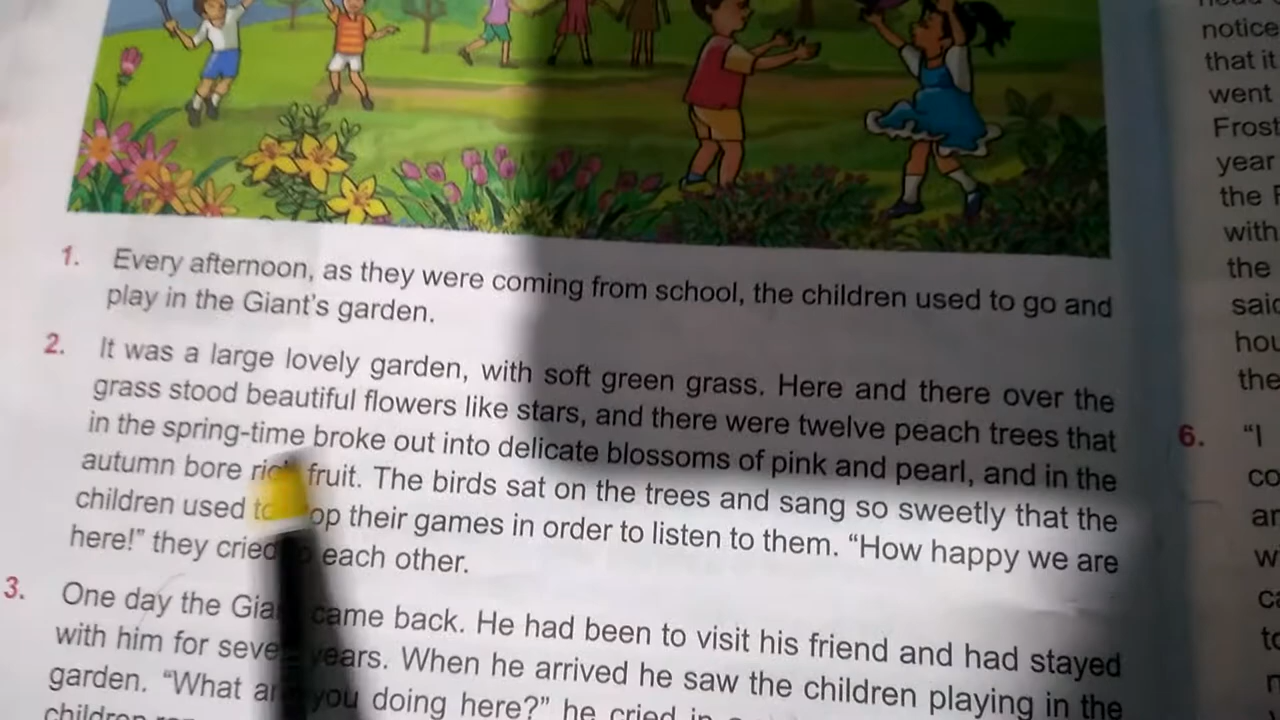 1. Every afternoon, as they were coming from school, the children used to go and
play in the Giant's garden.
2. It was a large lovely garden, with soft green grass. Here and there over the
grass stood beautiful flowers like stars, and there were twelve peach trees that
in the spring-time broke out into delicate blossoms of pink and pearl, and in the
autumn bore fruit. The birds sat on the trees and sang so sweetly that the
children used their games in order to listen to them. “How happy we are
here!” they cried each other.
3. One day the came back. He had been to visit his friend and had stayed
with him for years. When he arrived he saw the children playing in the
garden. “What you doing here?” he cried in
children
notice
that it
went
Frost
year
the
with
the
said
the
6. “I